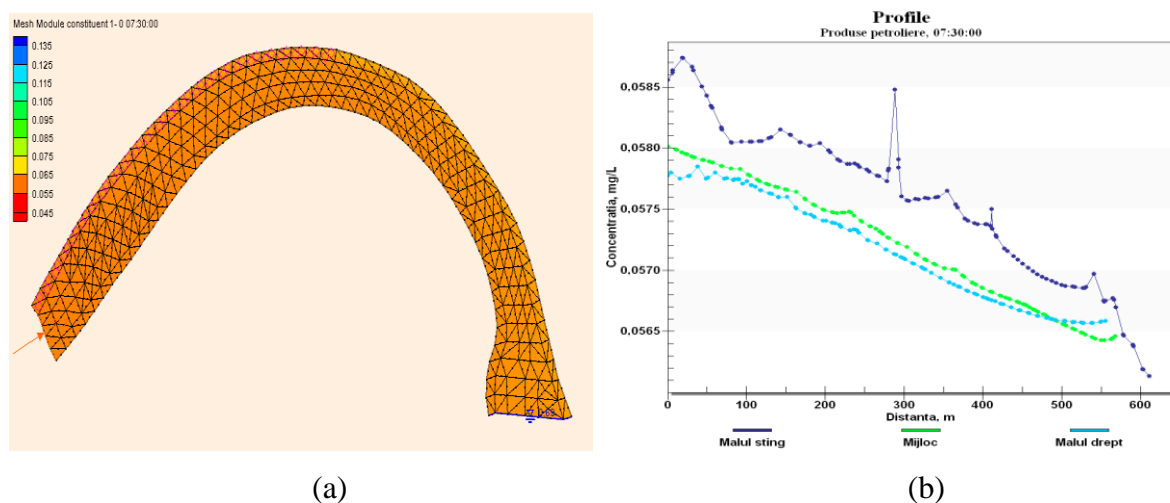 Mesh Module constituent 1- 0 07:30:00
0.135
0.125
0.115
0.105
0.095
0.085
0.075
0.065
0.055
0.045
(a)
Profile
Produse petroliere, 07:30:00
Concentratia, mg/L
0,0585
0,0580
0,0575
0,0570
0,0565
0 100 200 300 400 500 600
Distanta, m
Malul sting Mijloc Malul drept
(b)